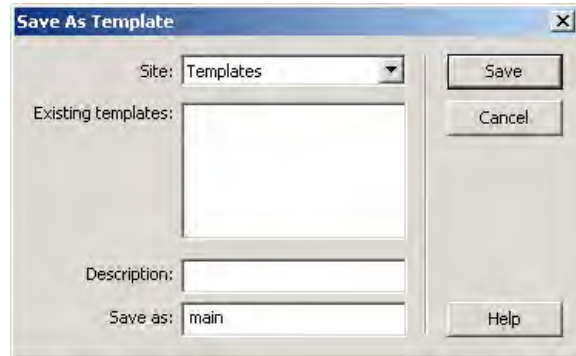 Save As Template
Site: Templates
Save
Existing templates:
Cancel
Description:
Save as: main
Help